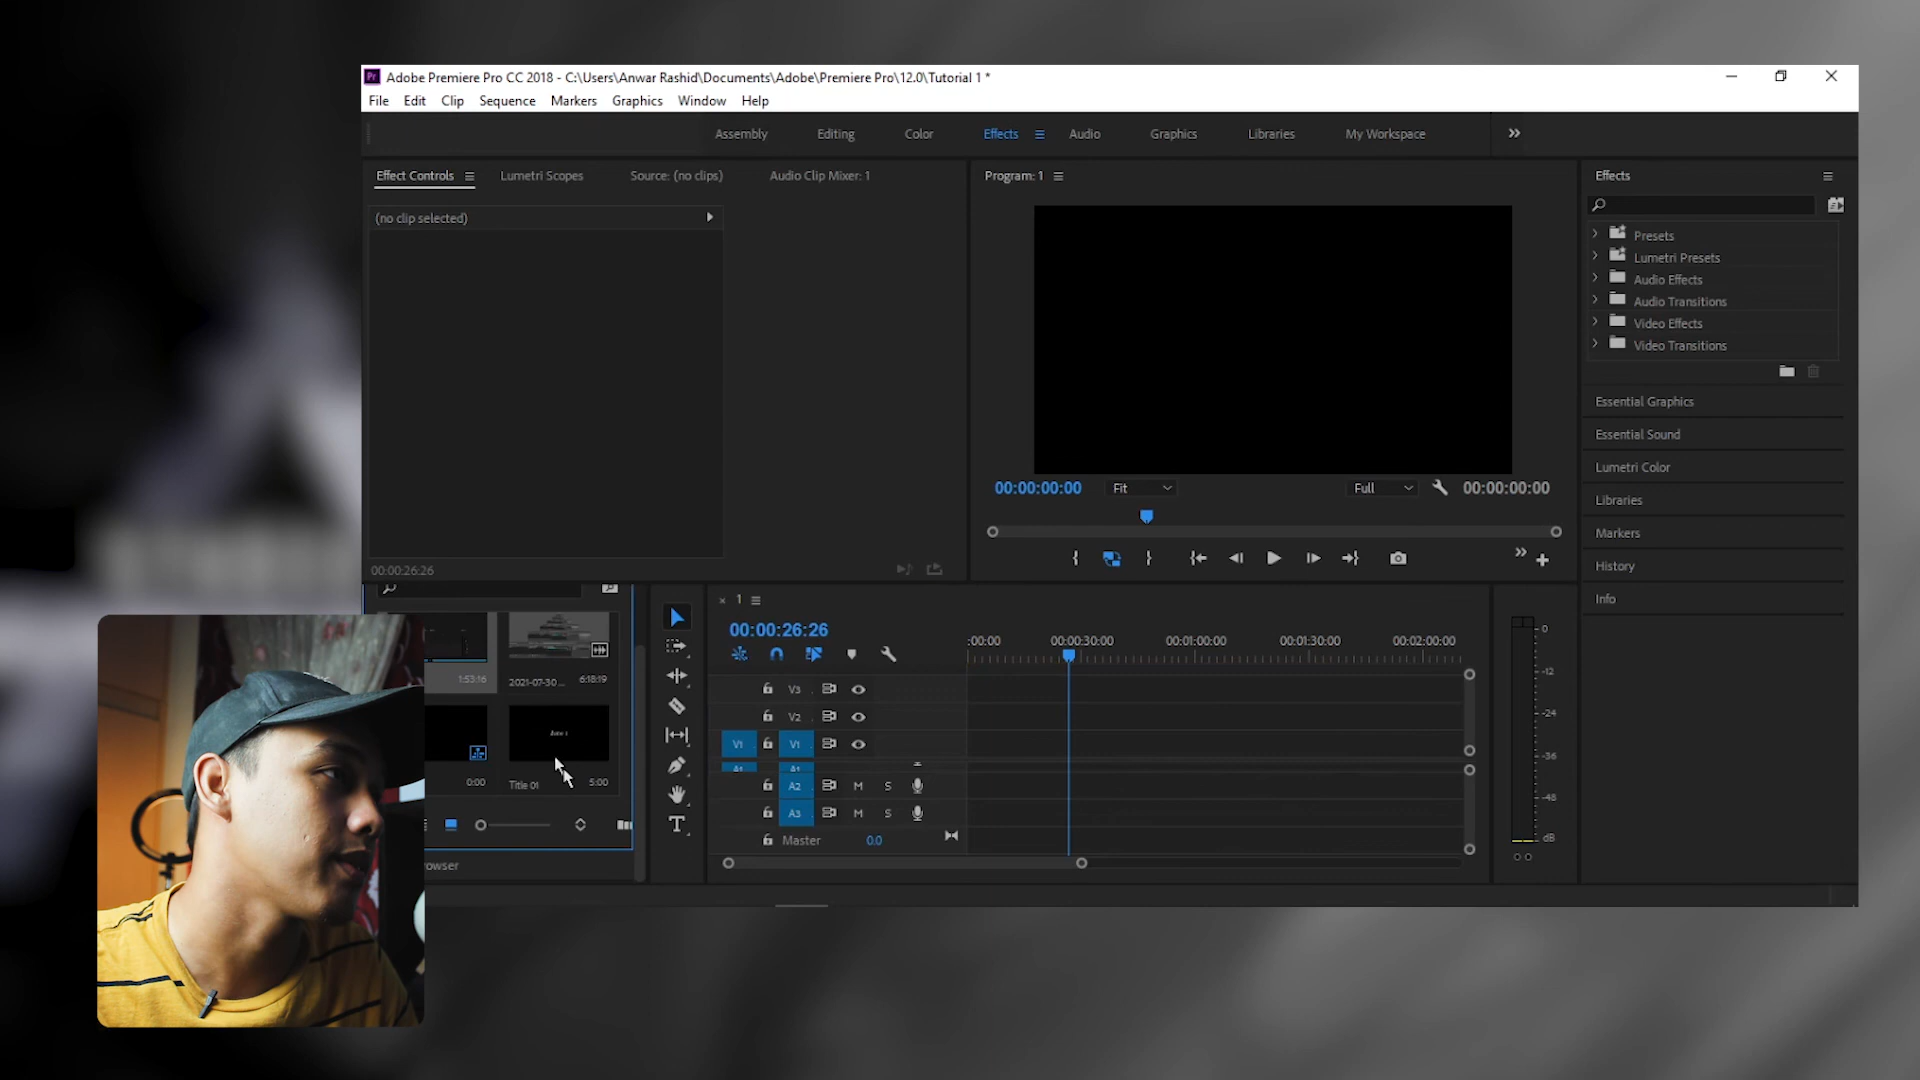 Adobe Premiere Pro CC 2018 - C:\Users\Anwar Rashid\Documents\Adobe\Premiere Pro\12.0\Tutorial 1 *
File Edit Clip Sequence Markers Graphics Window Help
Assembly Editing Color Effects Audio Graphics Libraries My Workspace
Effect Controls Lumetri Scopes Source: (no clips) Audio Clip Mixer: 1
(no clip selected)
00:00:26:26
Program: 1
00:00:00:00 Fit Full 00:00:00:00
Effects
Presets
Lumetri Presets
Audio Effects
Audio Transitions
Video Effects
Video Transitions
Essential Graphics
Essential Sound
Lumetri Color
Libraries
Markers
History
Info
1:53:16
2021-07-30... 6:18:19
0:00
Title 01 5:00
owser
1
00:00:26:26
:00:00 00:00:30:00 00:01:00:00 00:01:30:00 00:02:00:00
V3
V2
V1 V1
A1 A1
A2 M S
A3 M S
Master 0.0
0
-12
-24
-36
-48
dB